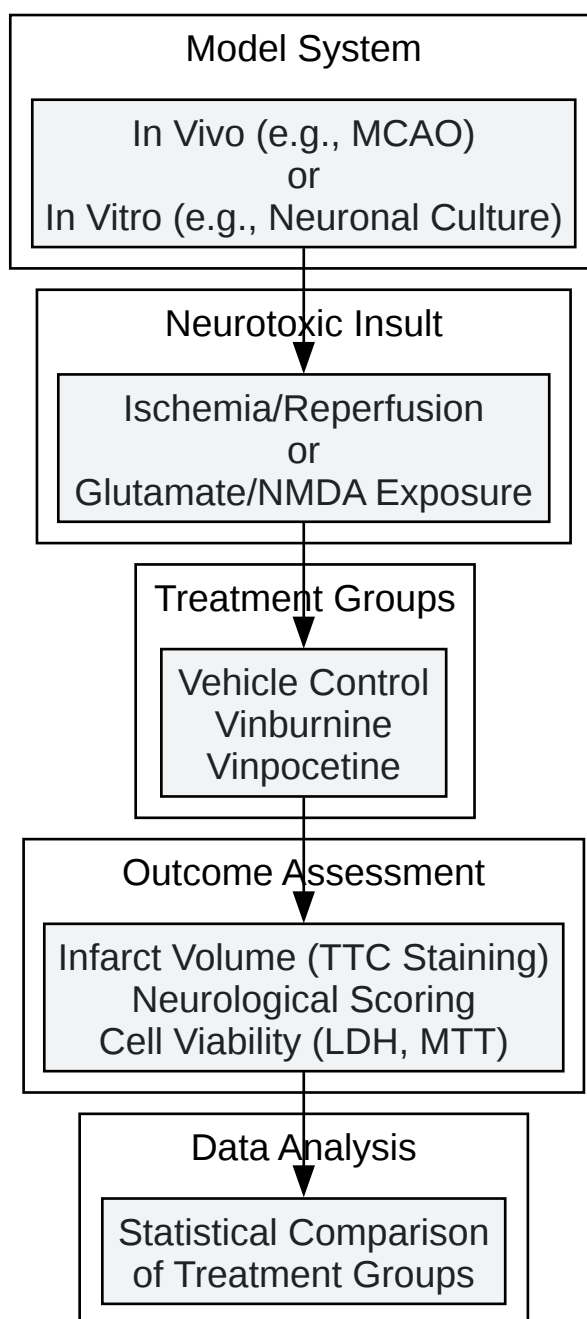 Model System
In Vivo (e.g., MCAO)
or
In Vitro (e.g., Neuronal Culture)
Neurotoxic Insult
Ischemia/Reperfusion
or
Glutamate/NMDA Exposure
Treatment Groups
Vehicle Control
Vinburnine
Vinpocetine
Outcome Assessment
Infarct Volume (TTC Staining)
Neurological Scoring
Cell Viability (LDH, MTT)
Data Analysis
Statistical Comparison
of Treatment Groups